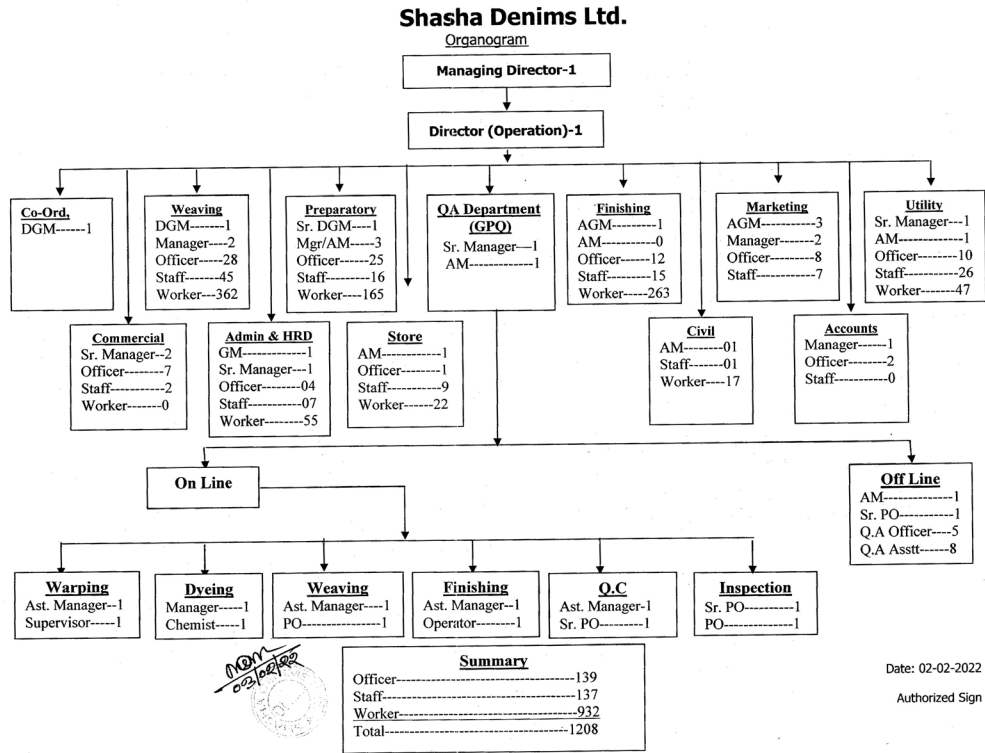 Shasha Denims Ltd.
Organogram
Managing Director-1
Director (Operation)-1
Co-Ord,
DGM------1
Weaving
DGM-------1
Manager----2
Officer-----28
Staff------45
Worker---362
Preparatory
Sr. DGM----1
Mgr/AM-----3
Officer------25
Staff--------16
Worker----165
QA Department
(GPQ)
Sr. Manager---1
AM-------------1
Finishing
AGM---------1
AM----------0
Officer------12
Staff--------15
Worker-----263
Marketing
AGM--------3
Manager-----2
Officer-------8
Staff---------7
Utility
Sr. Manager---1
AM-----------1
Officer-------10
Staff---------26
Worker-------47
Commercial
Sr. Manager--2
Officer--------7
Staff----------2
Worker-------0
Admin & HRD
GM-------------1
Sr. Manager---1
Officer-------04
Staff---------07
Worker--------55
Store
AM------------1
Officer--------1
Staff----------9
Worker------22
Civil
AM-------01
Staff------01
Worker----17
Accounts
Manager------1
Officer--------2
Staff----------0
On Line
Off Line
AM--------------1
Sr. PO-----------1
Q.A Officer----5
Q.A Asstt------8
Warping
Ast. Manager--1
Supervisor-----1
Dyeing
Manager-----1
Chemist-----1
Weaving
Ast. Manager----1
PO--------------1
Finishing
Ast. Manager--1
Operator--------1
Q.C
Ast. Manager-1
Sr. PO---------1
Inspection
Sr. PO----------1
PO--------------1
03/02/22
Summary
Officer-----------------------------------139
Staff--------------------------------------137
Worker-----------------------------------932
Total-------------------------------------1208
Date: 02-02-2022
Authorized Sign